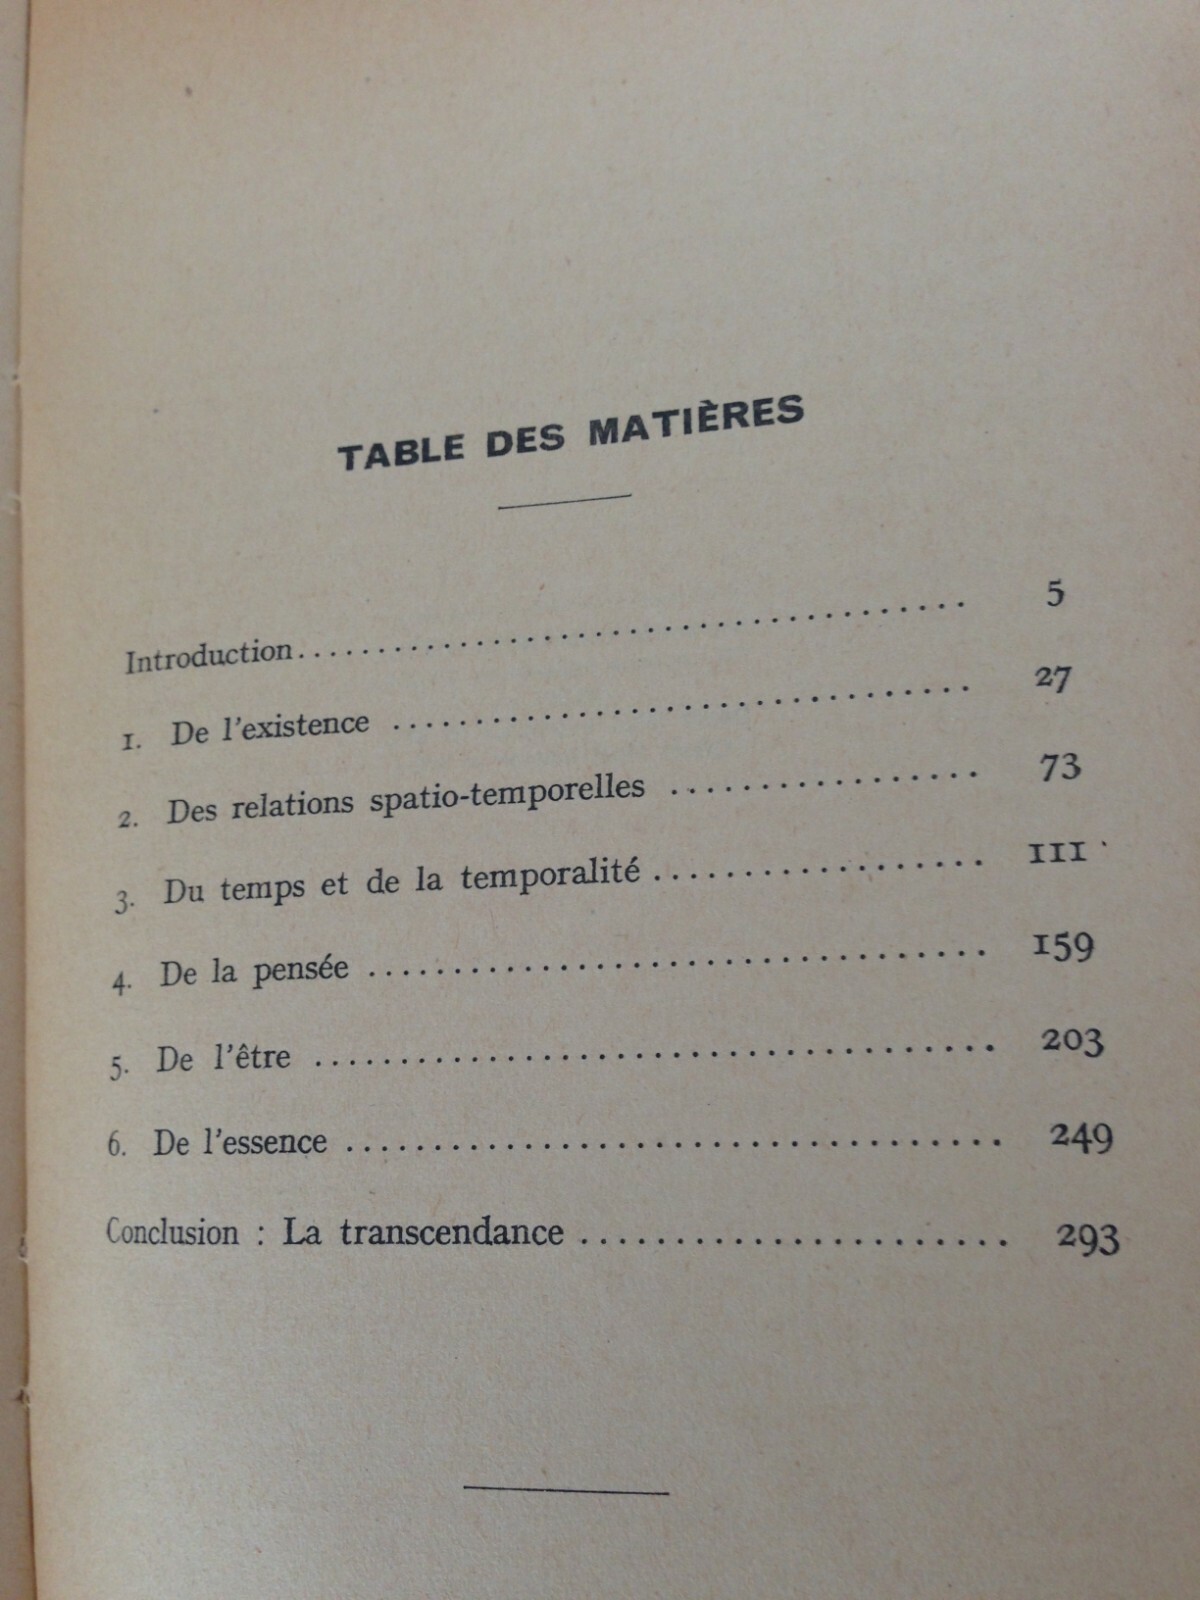 TABLE DES MATIÈRES
Introduction.................................... 5
1. De l'existence .............................. 27
2. Des relations spatio-temporelles ................ 73
3. Du temps et de la temporalité ................. 111
4. De la pensée ............................... 159
5. De l'être .................................. 203
6. De l'essence ............................... 249
Conclusion : La transcendance ..................... 293